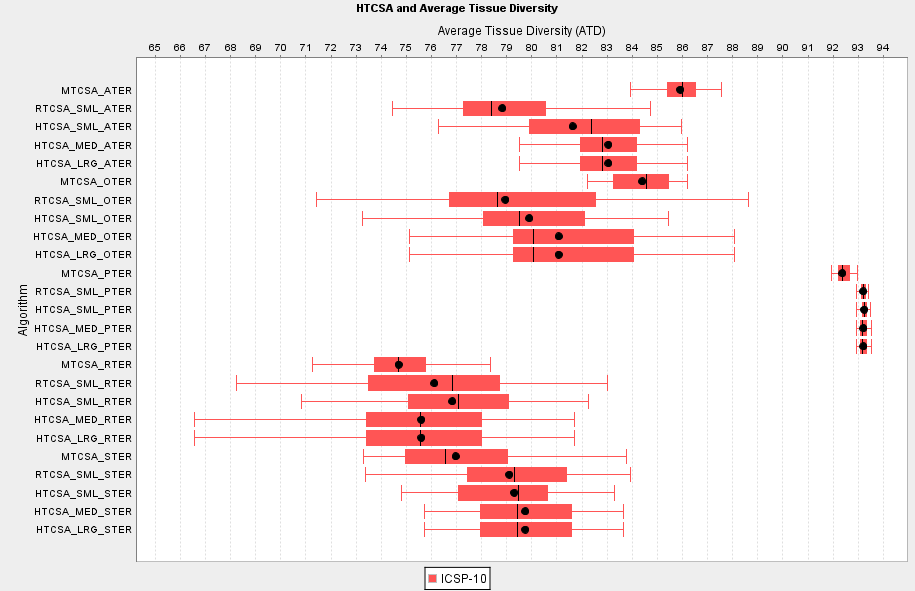 HTCSA and Average Tissue Diversity
Average Tissue Diversity (ATD)
65 66 67 68 69 70 71 72 73 74 75 76 77 78 79 80 81 82 83 84 85 86 87 88 89 90 91 92 93 94
Algorithm
MTCSA_ATER
RTCSA_SML_ATER
HTCSA_SML_ATER
HTCSA_MED_ATER
HTCSA_LRG_ATER
MTCSA_OTER
RTCSA_SML_OTER
HTCSA_SML_OTER
HTCSA_MED_OTER
HTCSA_LRG_OTER
MTCSA_PTER
RTCSA_SML_PTER
HTCSA_SML_PTER
HTCSA_MED_PTER
HTCSA_LRG_PTER
MTCSA_RTER
RTCSA_SML_RTER
HTCSA_SML_RTER
HTCSA_MED_RTER
HTCSA_LRG_RTER
MTCSA_STER
RTCSA_SML_STER
HTCSA_SML_STER
HTCSA_MED_STER
HTCSA_LRG_STER
ICSP-10